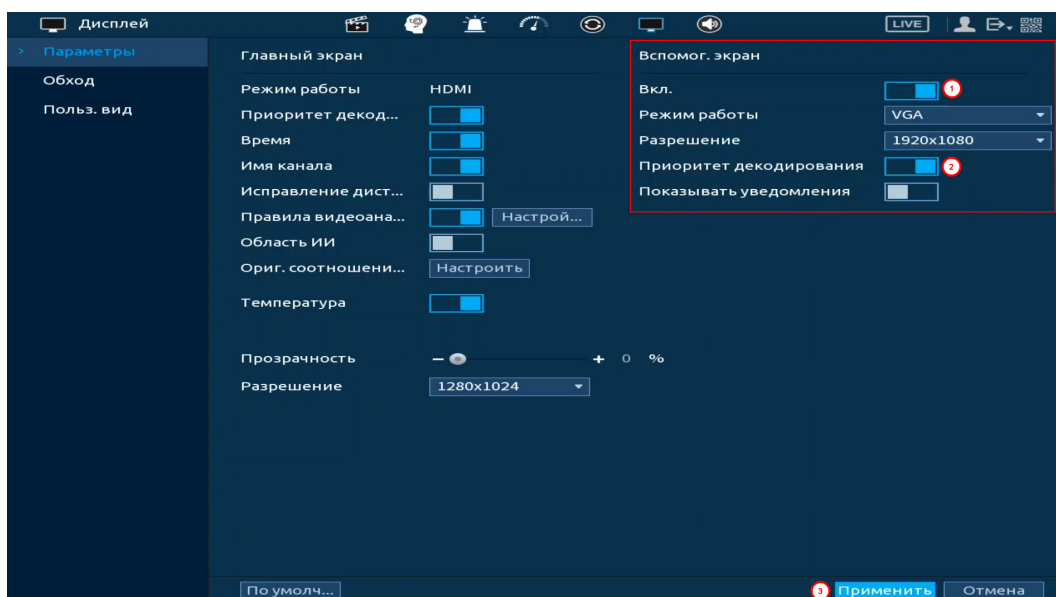 Дисплей
LIVE
Параметры
Обход
Польз. вид
Главный экран
Режим работы HDMI
Приоритет декод...
Время
Имя канала
Исправление дист...
Правила видеоана... Настрой...
Область ИИ
Ориг. соотношени... Настроить
Температура
Прозрачность − + 0 %
Разрешение 1280x1024
Вспомог. экран
Вкл. 1
Режим работы VGA
Разрешение 1920x1080
Приоритет декодирования 2
Показывать уведомления
По умолч... 3 Применить Отмена